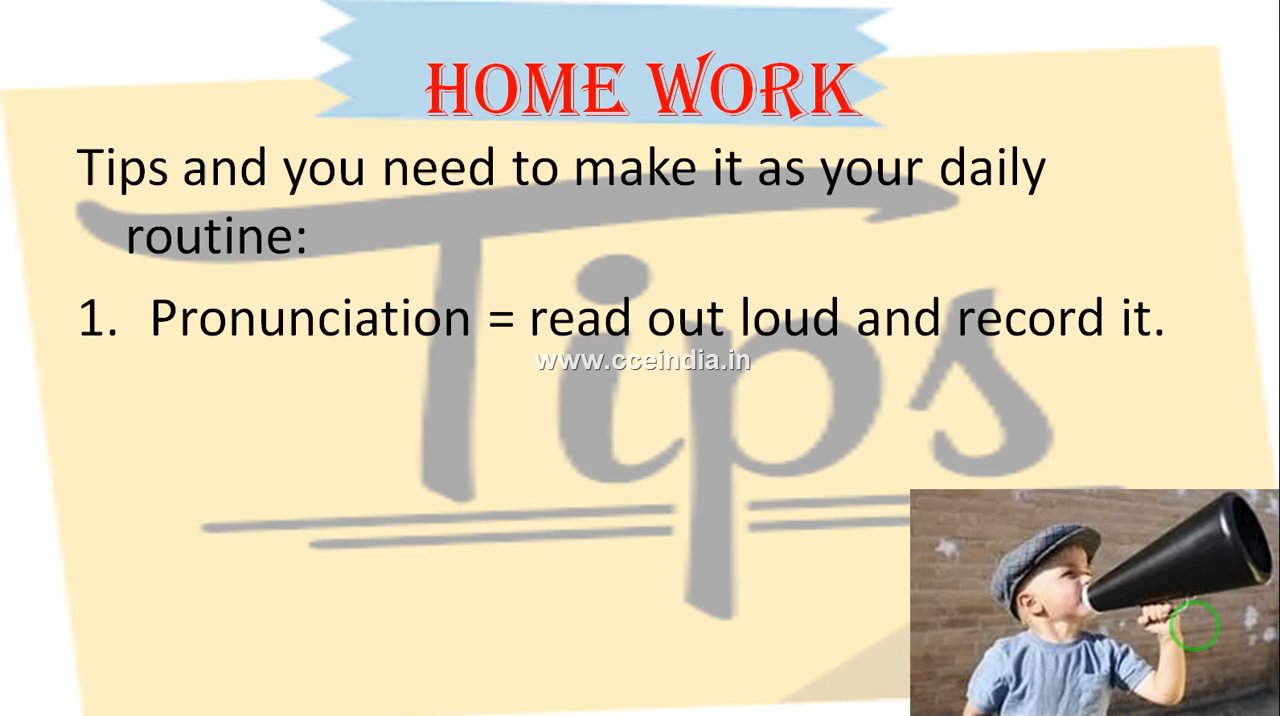 HOME WORK
Tips and you need to make it as your daily
routine:
1. Pronunciation = read out loud and record it.
www.cceindia.in
Tips